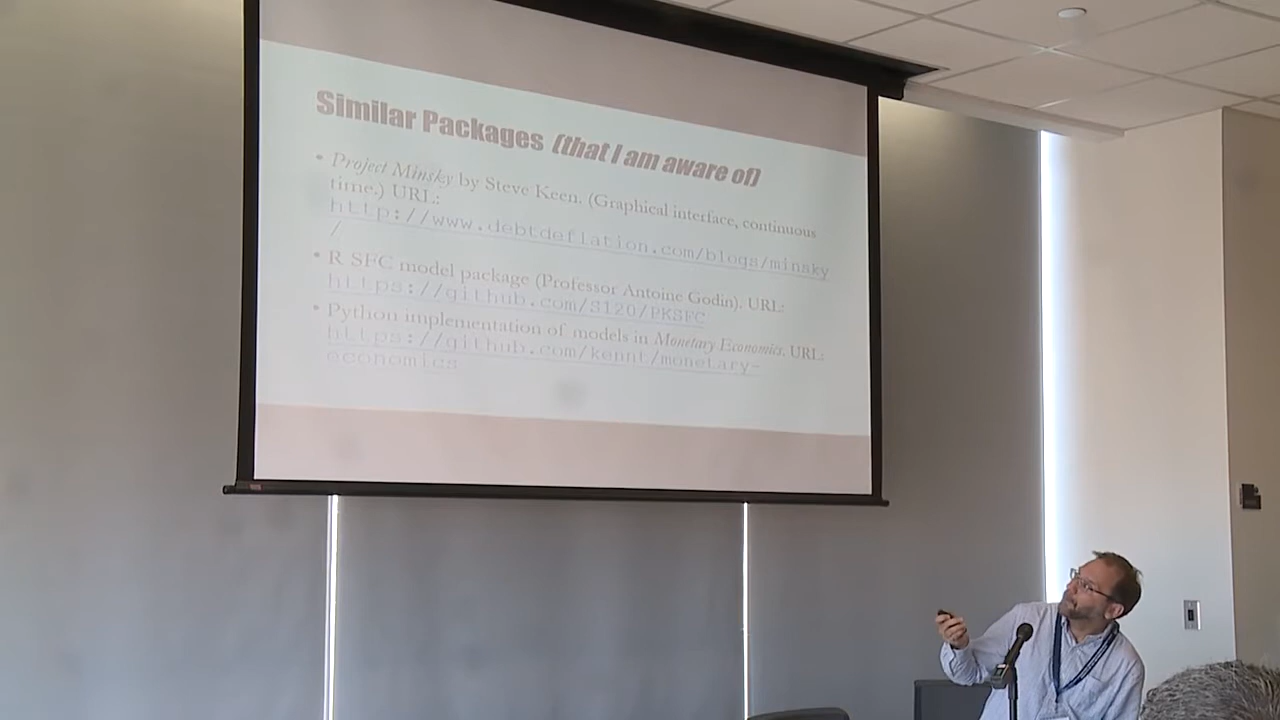 Similar Packages (that I am aware of)
• Project Minsky by Steve Keen. (Graphical interface, continuous
time.) URL:
http://www.debtdeflation.com/blogs/minsky
/
• R SFC model package (Professor Antoine Godin). URL:
https://github.com/S120/PKSFC
• Python implementation of models in Monetary Economics. URL:
https://github.com/kennt/monetary-
economics